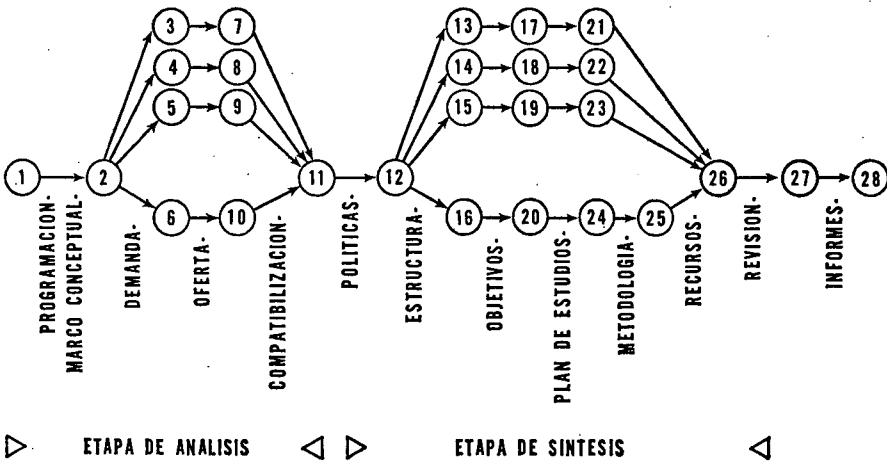 3 7 13 17 21
4 8 14 18 22
5 9 15 19 23
.1 2 11 12 26 27 28
6 10 16 20 24 25
PROGRAMACION-
MARCO CONCEPTUAL-
DEMANDA-
OFERTA-
COMPATIBILIZACION-
POLITICAS-
ESTRUCTURA-
OBJETIVOS-
PLAN DE ESTUDIOS-
METODOLOGIA-
RECURSOS-
REVISION-
INFORMES-
ETAPA DE ANALISIS
ETAPA DE SINTESIS